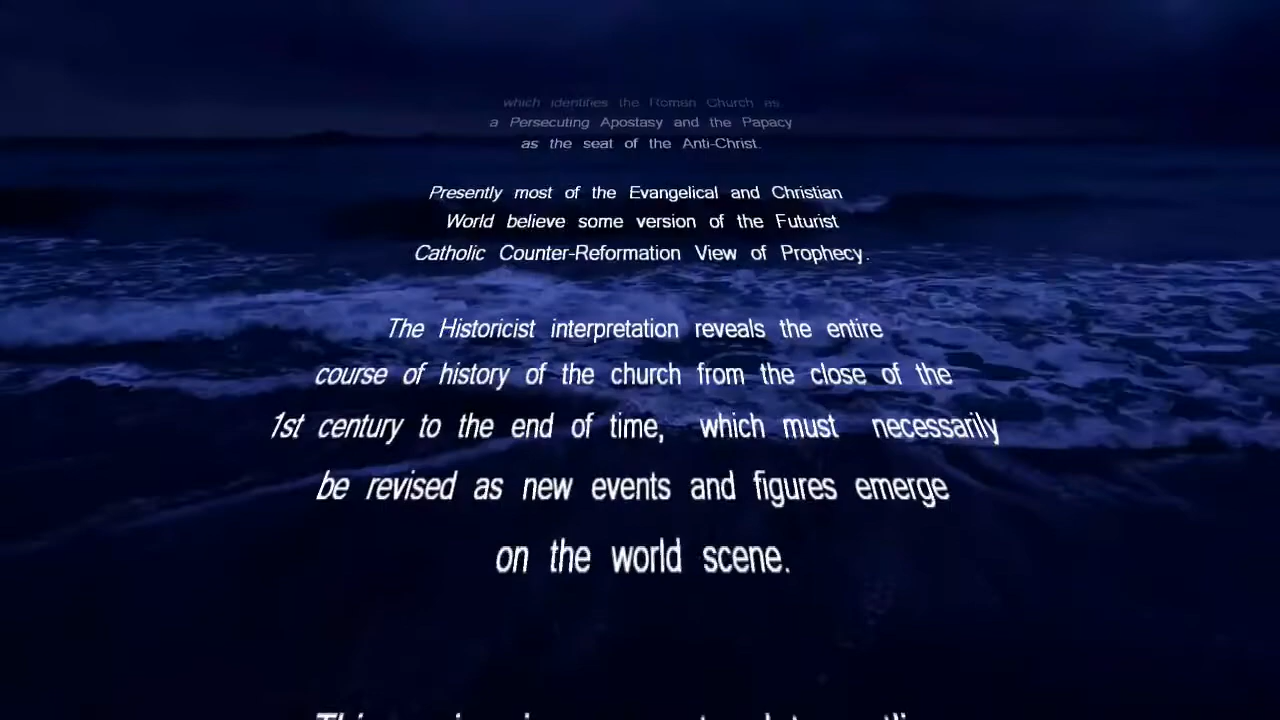 which identifies the Roman Church as
a Persecuting Apostasy and the Papacy
as the seat of the Anti-Christ.
Presently most of the Evangelical and Christian
World believe some version of the Futurist
Catholic Counter-Reformation View of Prophecy.
The Historicist interpretation reveals the entire
course of history of the church from the close of the
1st century to the end of time, which must necessarily
be revised as new events and figures emerge
on the world scene.